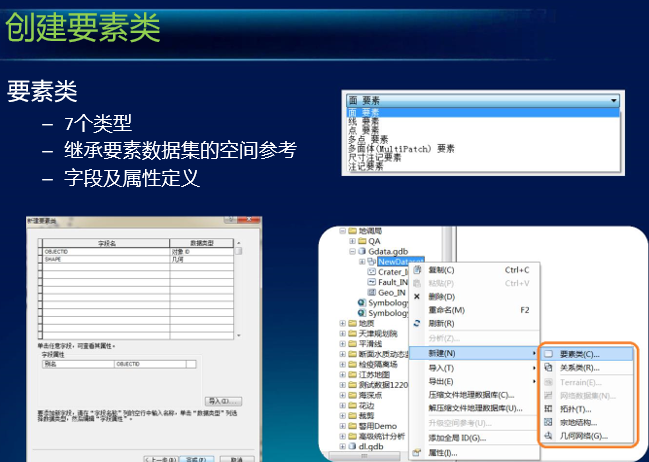 创建要素类
要素类
– 7个类型
– 继承要素数据集的空间参考
– 字段及属性定义
面 要素
面 要素
线 要素
点 要素
多点 要素
多面体(MultiPatch) 要素
尺寸注记要素
注记要素
新建要素类
字段名 数据类型
OBJECTID 对象 ID
SHAPE 几何
单击任意字段，可查看其属性。
字段属性
别名 OBJECTID
导入(I)...
要添加新字段，请在“字段名称”列的空行中输入名称，单击“数据类型”列选
择数据类型，然后编辑“字段属性”。
<上一步(B) 完成(F) 取消
地调局
QA
Gdata.gdb
NewDataset
Crater_I
Fault_IN
Geo_IN
Symbology
Symbology
地质
天津规划院
平滑线
断面水质动态
检疫隔离场
江苏地图
测试数据1220
海深点
花边
裁剪
要用Demo
高级统计分析
dl.gdb
复制(C) Ctrl+C
粘贴(P) Ctrl+V
删除(D)
重命名(M) F2
刷新(R)
分析(Z)...
新建(N)
导入(T)
导出(E)
压缩文件地理数据库(C)...
解压缩文件地理数据库(U)...
升级空间参考(U)...
添加全局 ID(G)...
属性(I)...
要素类(C)...
关系类(R)...
Terrain(E)...
网络数据集(N)...
拓扑(T)...
宗地结构...
几何网络(G)...